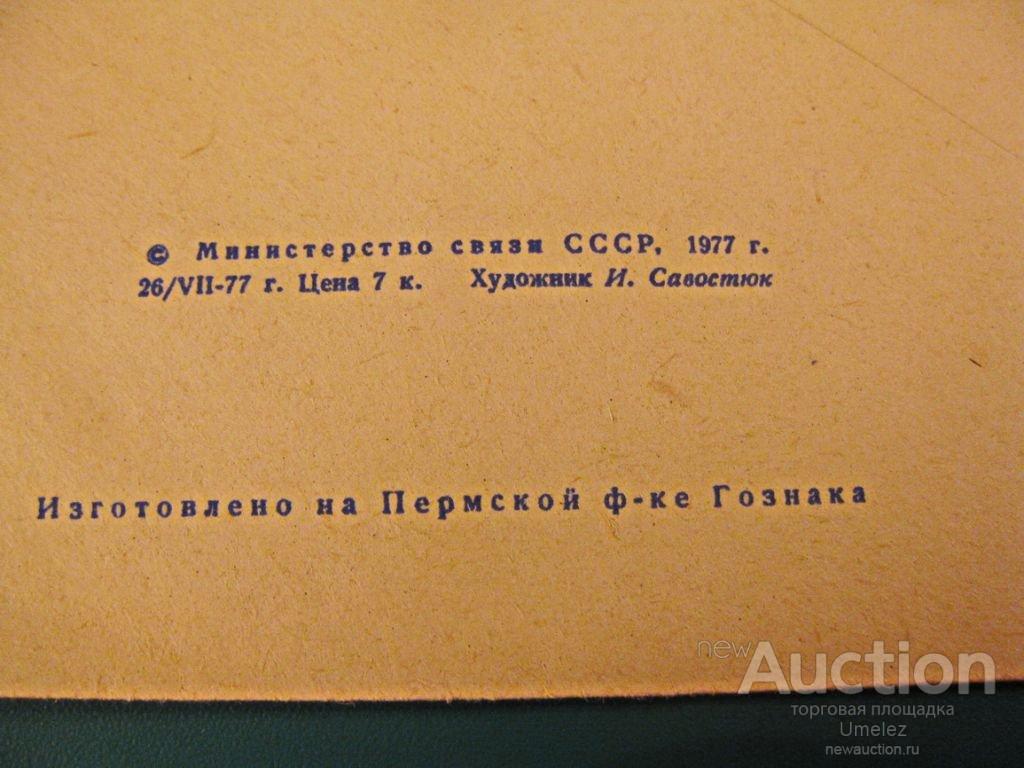 © Министерство связи СССР, 1977 г.
26/VII-77 г. Цена 7 к. Художник И. Савостюк
Изготовлено на Пермской ф-ке Гознака
newAuction
торговая площадка
Umelez
newauction.ru